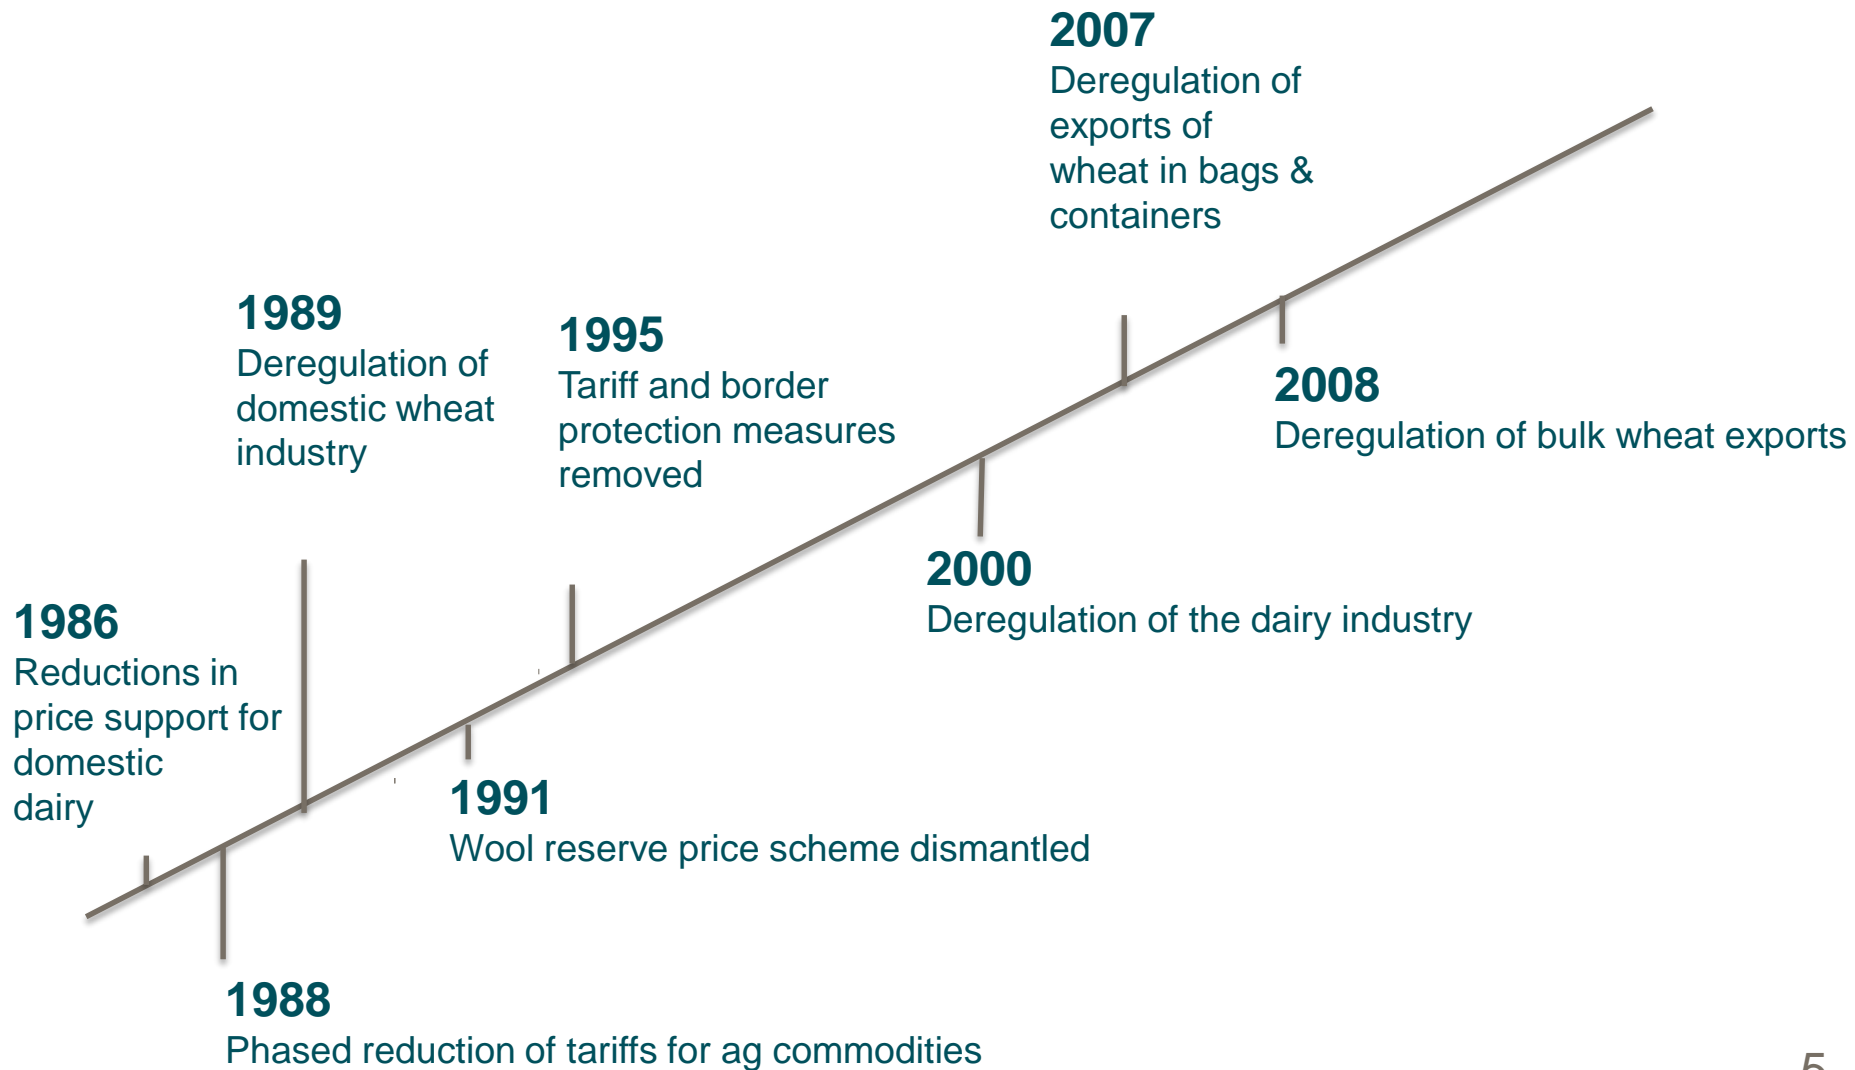 2007
Deregulation of
exports of
wheat in bags &
containers
1989
Deregulation of
domestic wheat
industry
1995
Tariff and border
protection measures
removed
2008
Deregulation of bulk wheat exports
2000
Deregulation of the dairy industry
1986
Reductions in
price support for
domestic
dairy
1991
Wool reserve price scheme dismantled
1988
Phased reduction of tariffs for ag commodities
5